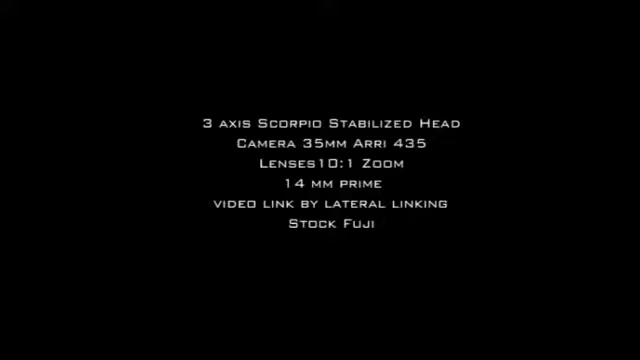 3 axis Scorpio Stabilized Head
Camera 35mm Arri 435
Lenses10:1 Zoom
14 mm prime
video link by lateral linking
Stock Fuji